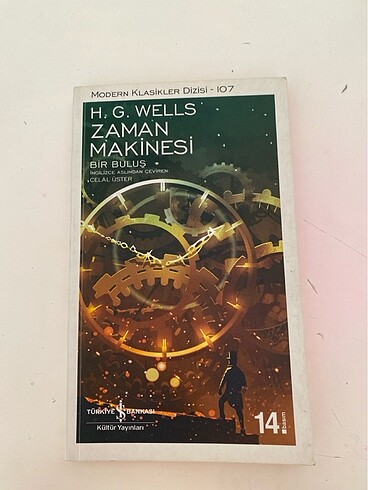 MODERN KLASİKLER DİZİSİ - 107
H. G. WELLS
ZAMAN
MAKİNESİ
BİR BULUŞ
İNGİLİZCE ASLINDAN ÇEVİREN
CELÂL ÜSTER
TÜRKİYE İŞ BANKASI
Kültür Yayınları
14.
basım